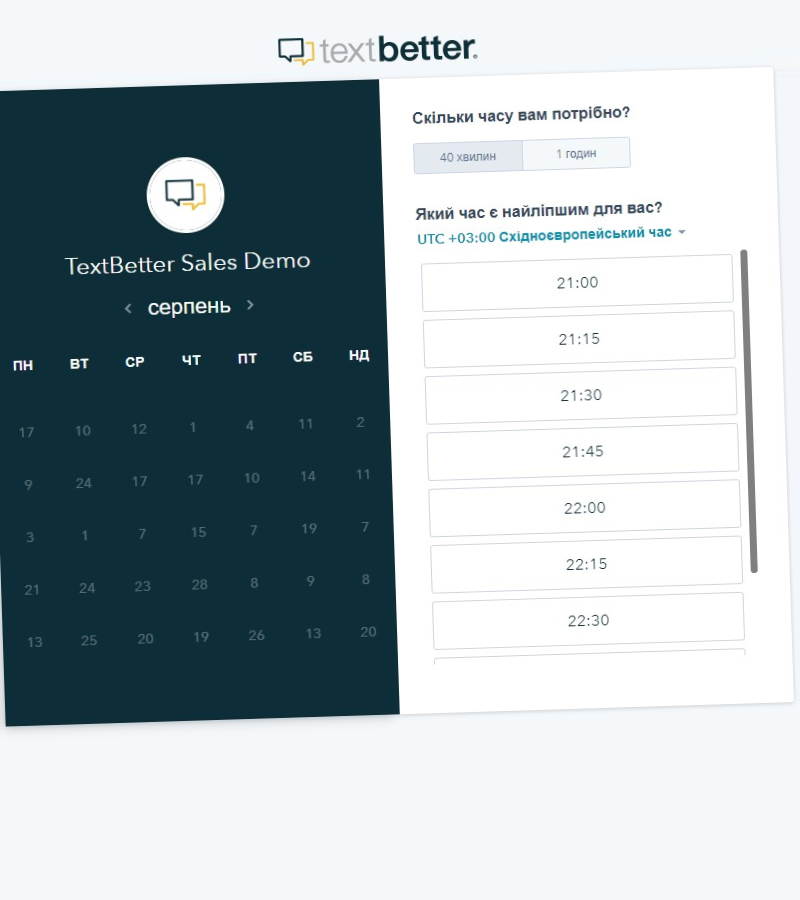 textbetter®
TextBetter Sales Demo
серпень
ПН ВТ СР ЧТ ПТ СБ НД
17 10 12 1 4 11 2
9 24 17 17 10 14 11
3 1 7 15 7 19 7
21 24 23 28 8 9 8
13 25 20 19 26 13 20
Скільки часу вам потрібно?
40 хвилин 1 годин
Який час є найліпшим для вас?
UTC +03:00 Східноєвропейський час
21:00
21:15
21:30
21:45
22:00
22:15
22:30